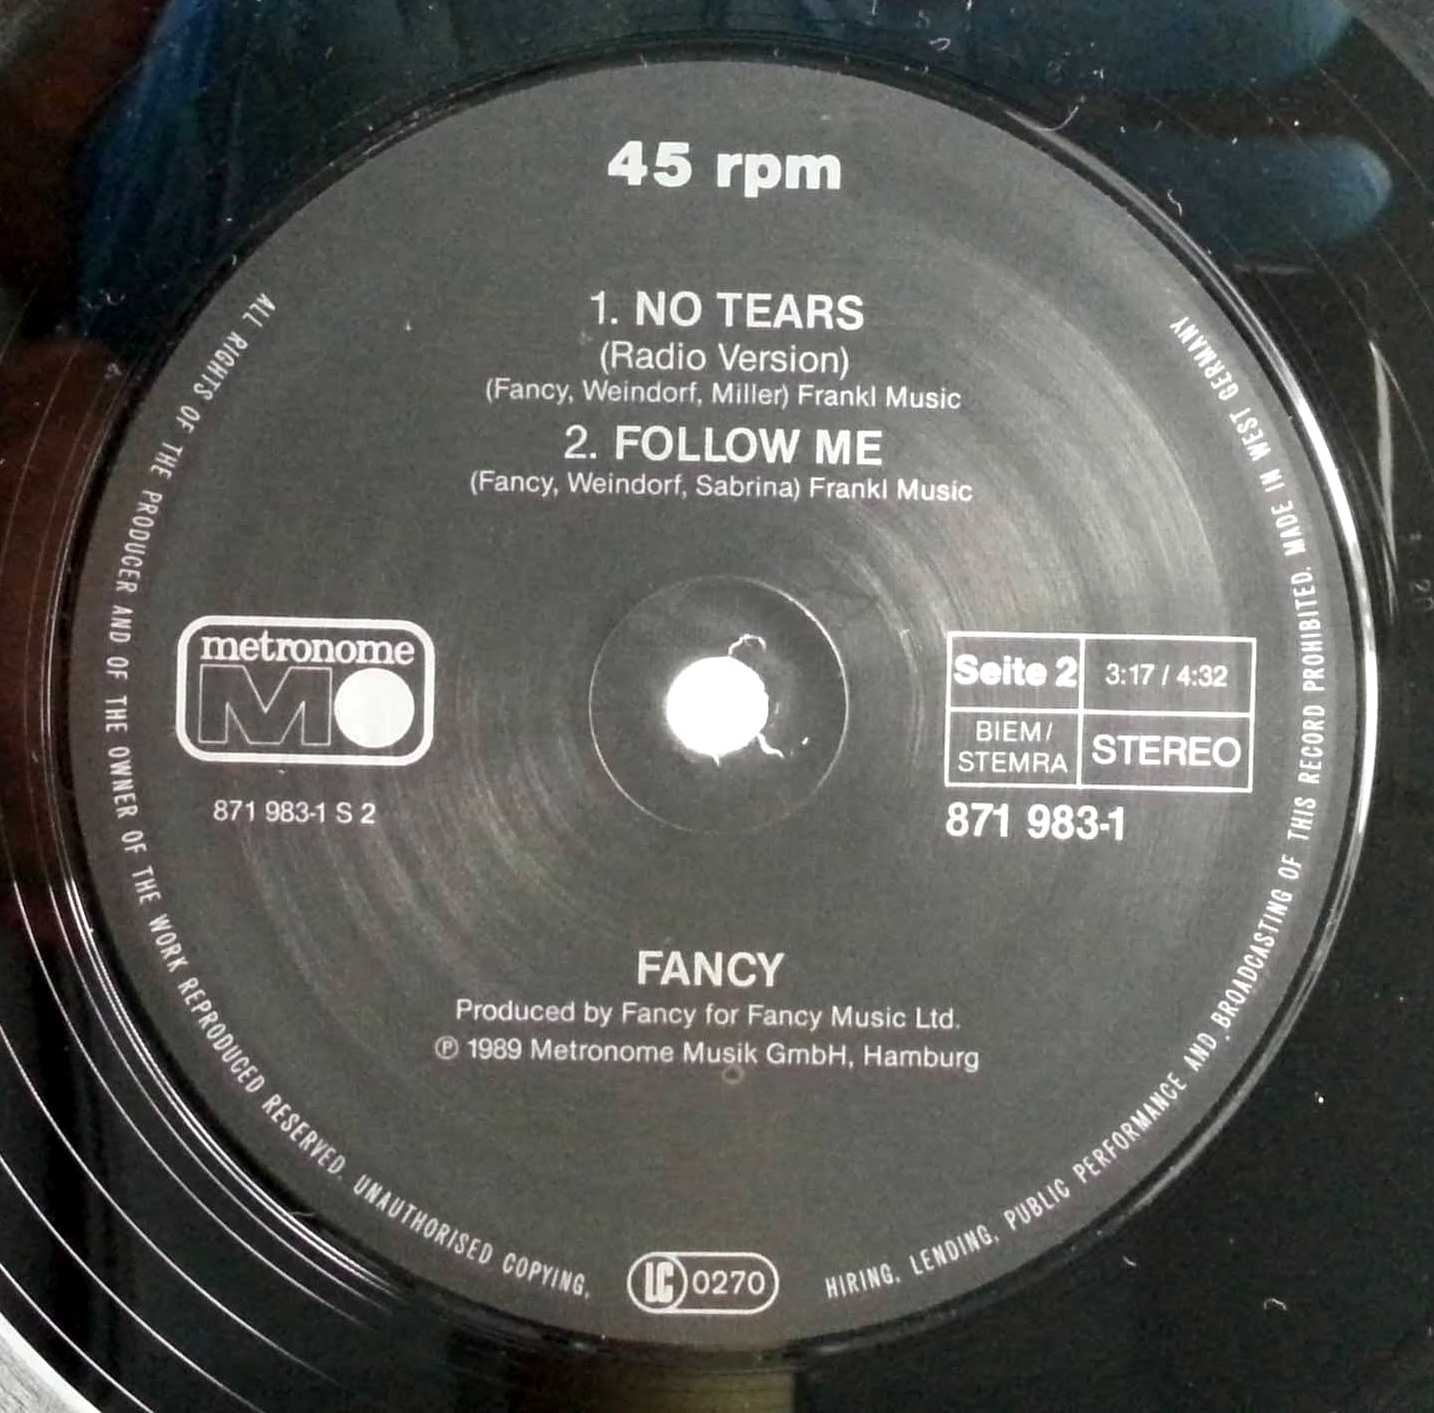 45 rpm
1. NO TEARS
(Radio Version)
(Fancy, Weindorf, Miller) Frankl Music
2. FOLLOW ME
(Fancy, Weindorf, Sabrina) Frankl Music
metronome
MO
871 983-1 S 2
Seite 2
3:17 / 4:32
BIEM/
STEMRA
STEREO
871 983-1
FANCY
Produced by Fancy for Fancy Music Ltd.
℗ 1989 Metronome Musik GmbH, Hamburg
LC 0270
ALL RIGHTS OF THE PRODUCER AND OF THE OWNER OF THE WORK REPRODUCED RESERVED. UNAUTHORISED COPYING, HIRING, LENDING, PUBLIC PERFORMANCE AND BROADCASTING OF THIS RECORD PROHIBITED. MADE IN WEST GERMANY